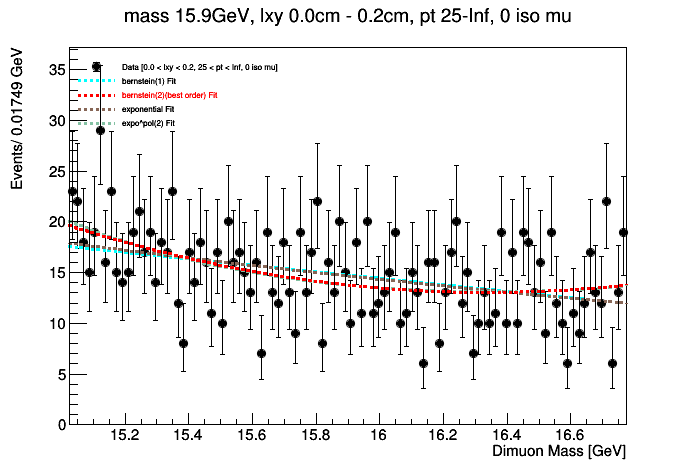 mass 15.9GeV, lxy 0.0cm - 0.2cm, pt 25-Inf, 0 iso mu
Events/ 0.01749 GeV
35
30
25
20
15
10
5
0
Data [0.0 < lxy < 0.2, 25 < pt < Inf, 0 iso mu]
bernstein(1) Fit
bernstein(2)(best order) Fit
exponential Fit
expo*pol(2) Fit
15.2 15.4 15.6 15.8 16 16.2 16.4 16.6
Dimuon Mass [GeV]